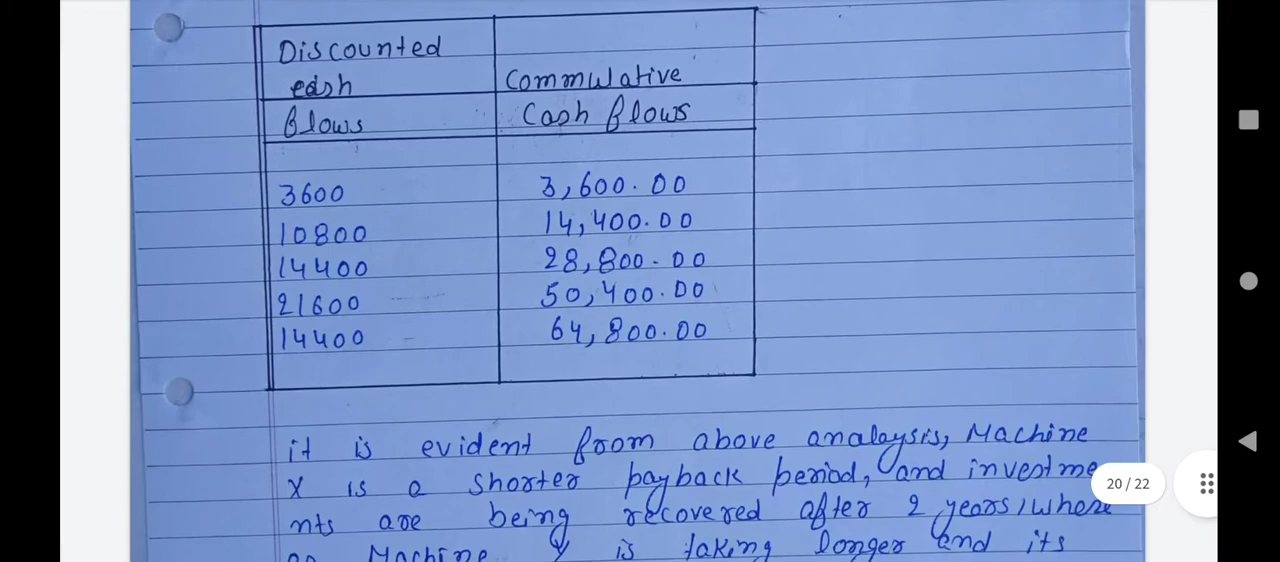 Discounted
cash Commulative
flows Cash flows
3600 3,600.00
10800 14,400.00
14400 28,800.00
21600 50,400.00
14400 64,800.00
it is evident from above analaysis, Machine
X is a shorter payback period, and investme
nts are being recovered after 2 years, where
as Machine Y is taking longer and its
20 / 22